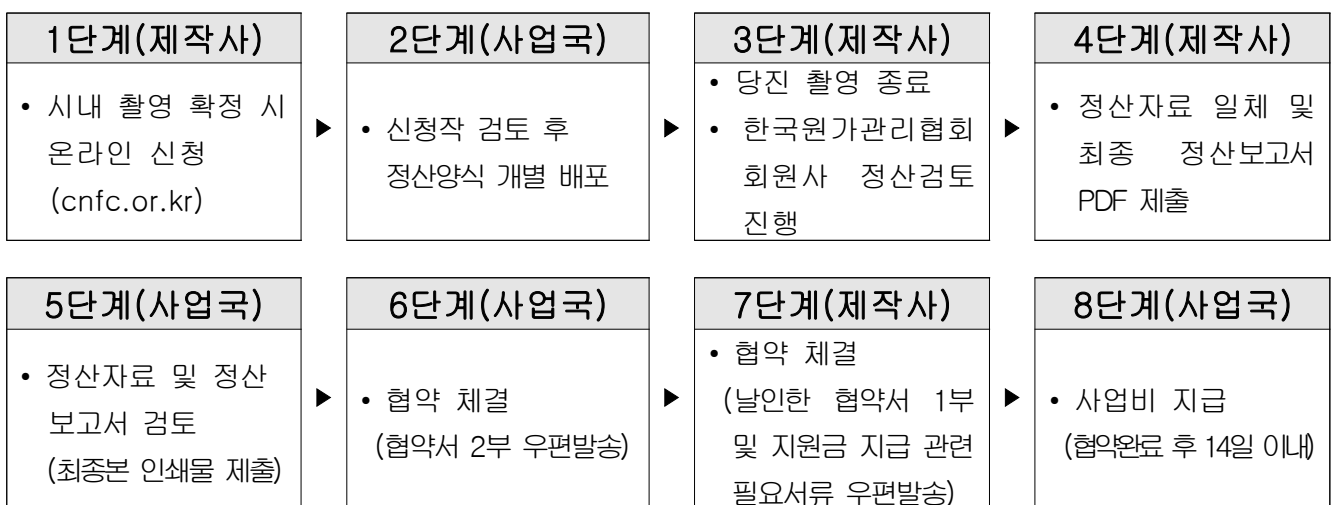 1단계(제작사)
• 시내 촬영 확정 시
온라인 신청
(cnfc.or.kr)
▶
2단계(사업국)
• 신청작 검토 후
정산양식 개별 배포
▶
3단계(제작사)
• 당진 촬영 종료
• 한국원가관리협회
회원사 정산검토
진행
▶
4단계(제작사)
• 정산자료 일체 및
최종 정산보고서
PDF 제출
5단계(사업국)
• 정산자료 및 정산
보고서 검토
(최종본 인쇄물 제출)
▶
6단계(사업국)
• 협약 체결
(협약서 2부 우편발송)
▶
7단계(제작사)
• 협약 체결
(날인한 협약서 1부
및 지원금 지급 관련
필요서류 우편발송)
▶
8단계(사업국)
• 사업비 지급
(협약완료 후 14일 이내)